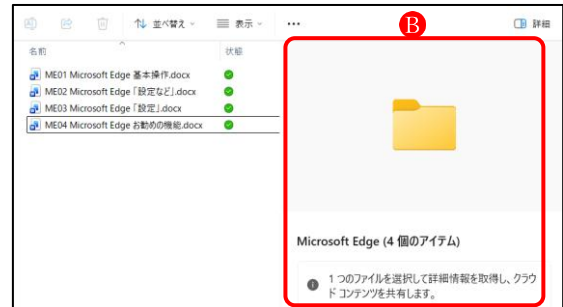 並べ替え
表示
...
B
詳細
名前
状態
ME01 Microsoft Edge 基本操作.docx
ME02 Microsoft Edge「設定など」.docx
ME03 Microsoft Edge「設定」.docx
ME04 Microsoft Edge お勧めの機能.docx
Microsoft Edge (4 個のアイテム)
1 つのファイルを選択して詳細情報を取得し、クラウ
ド コンテンツを共有します。